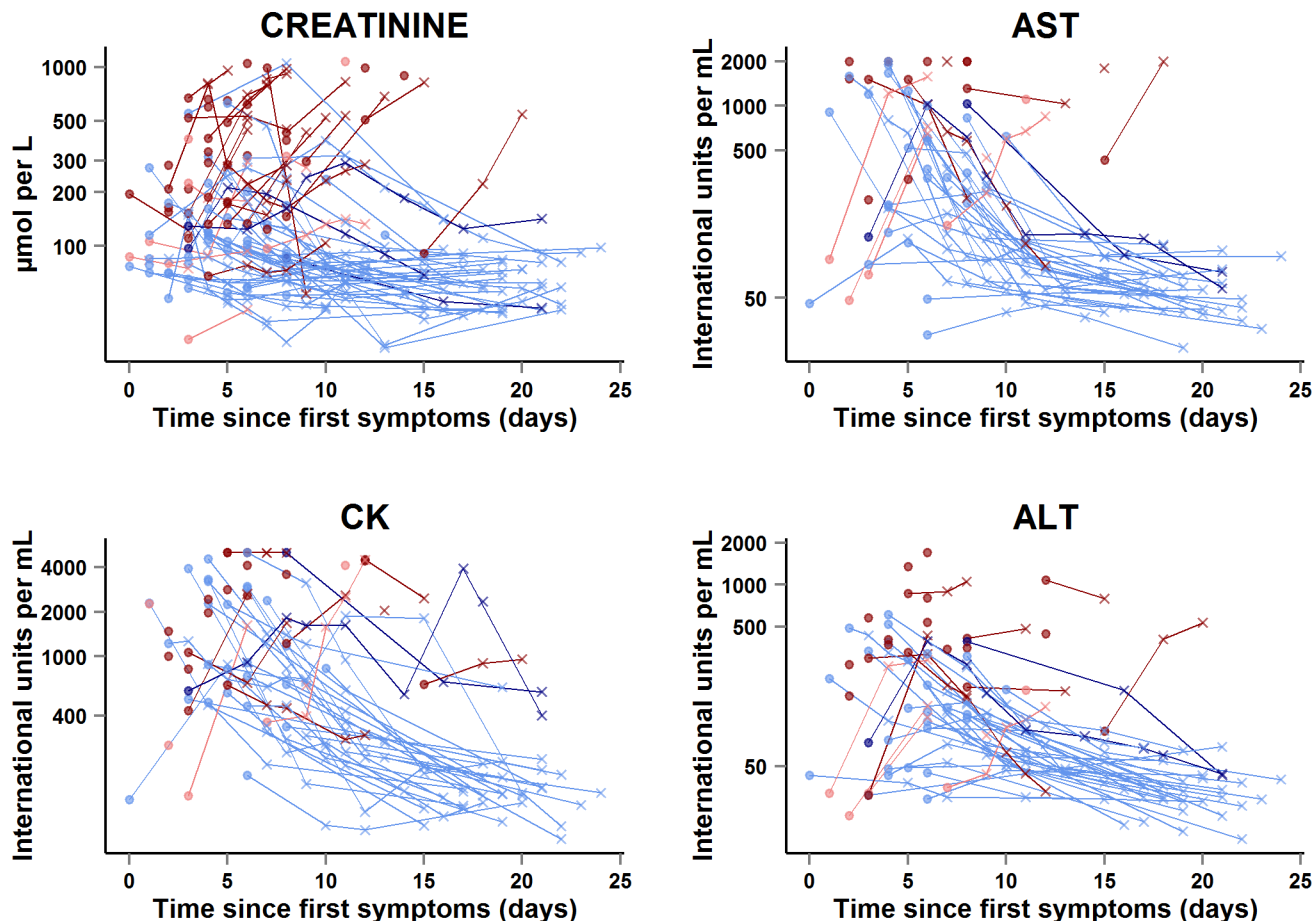 CREATININE
µmol per L
1000
500
300
200
100
0 5 10 15 20 25
Time since first symptoms (days)
AST
International units per mL
2000
1000
500
50
0 5 10 15 20 25
Time since first symptoms (days)
CK
International units per mL
4000
2000
1000
400
0 5 10 15 20 25
Time since first symptoms (days)
ALT
International units per mL
2000
1000
500
50
0 5 10 15 20 25
Time since first symptoms (days)